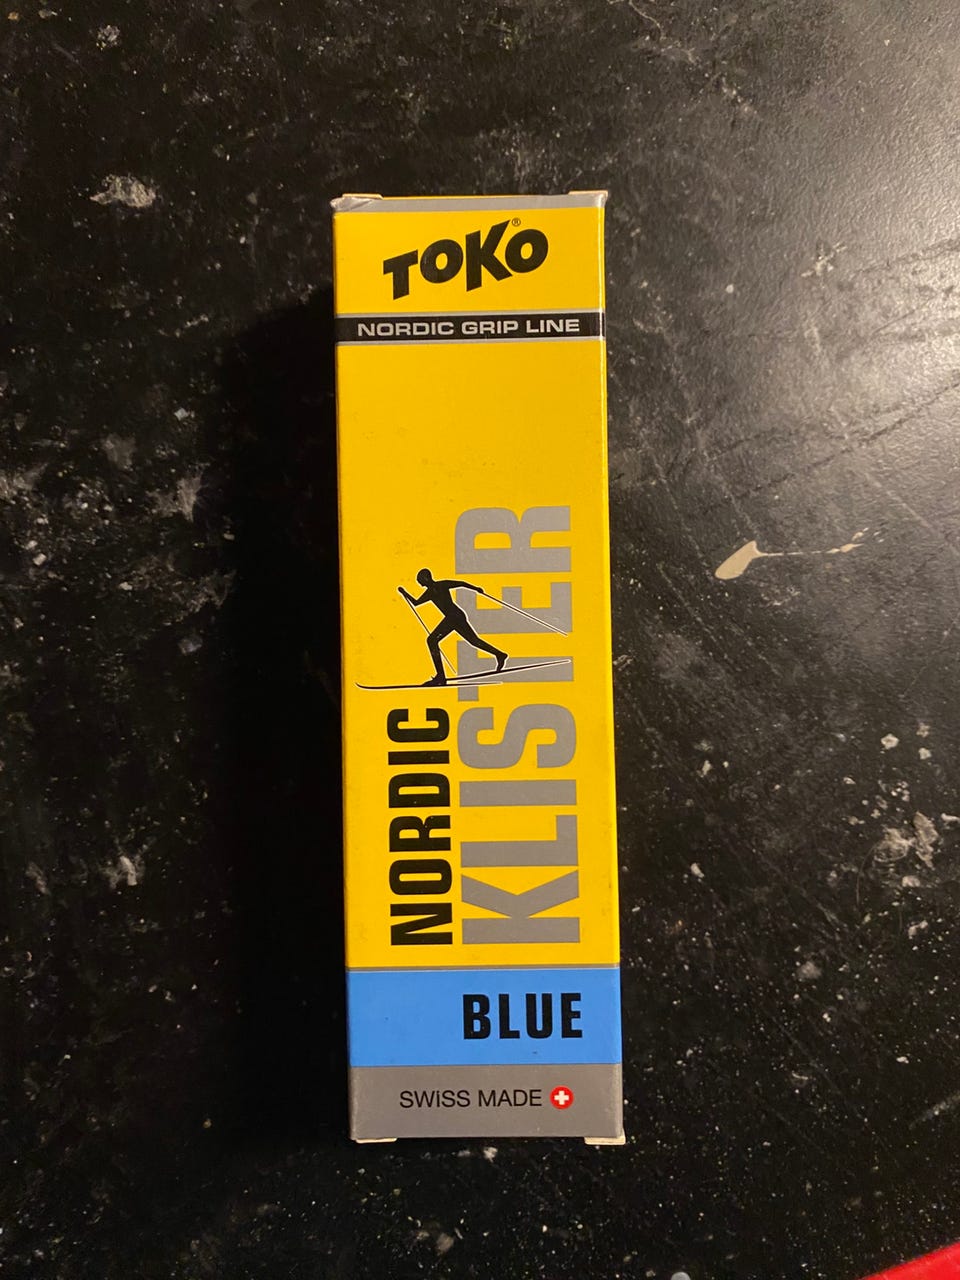 TOKO®
NORDIC GRIP LINE
NORDIC
KLISTER
BLUE
SWiSS MADE